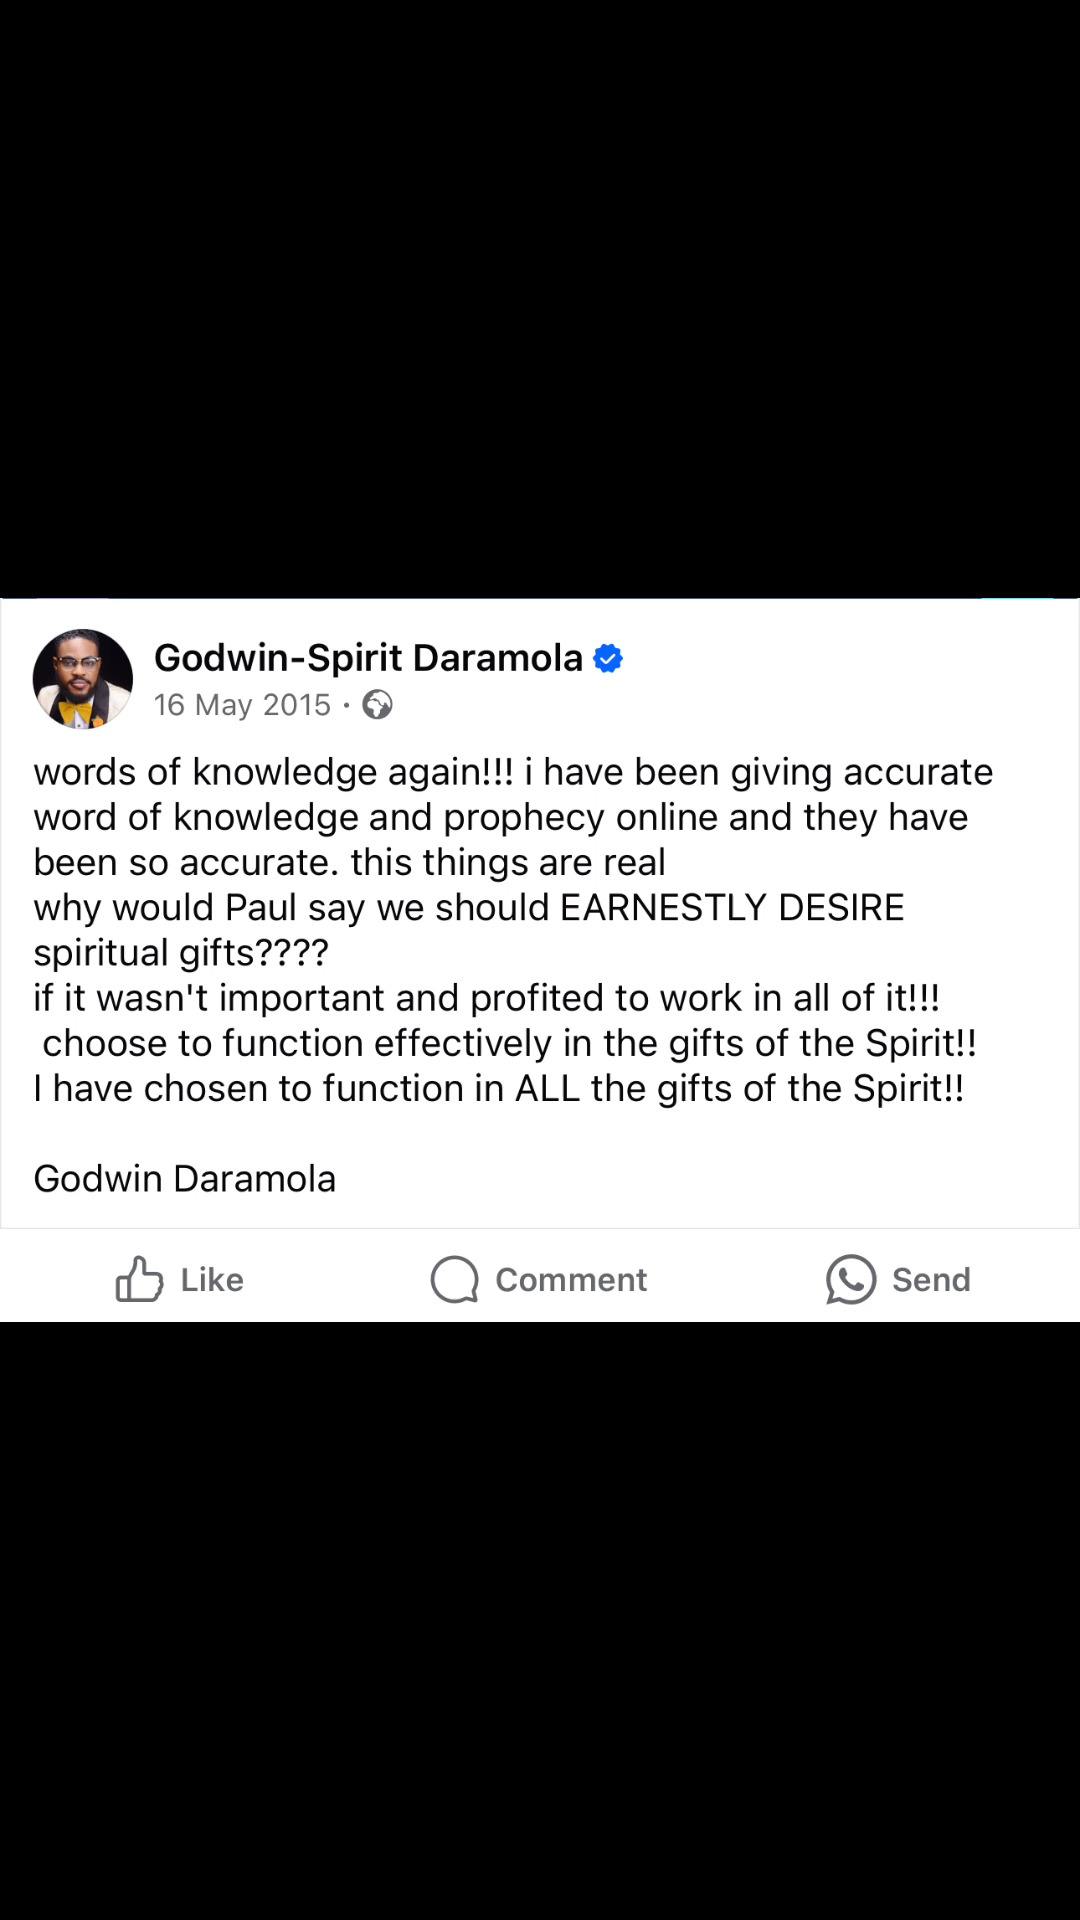 Godwin-Spirit Daramola
16 May 2015 ·
words of knowledge again!!! i have been giving accurate
word of knowledge and prophecy online and they have
been so accurate. this things are real
why would Paul say we should EARNESTLY DESIRE
spiritual gifts????
if it wasn't important and profited to work in all of it!!!
choose to function effectively in the gifts of the Spirit!!
I have chosen to function in ALL the gifts of the Spirit!!
Godwin Daramola
Like Comment Send